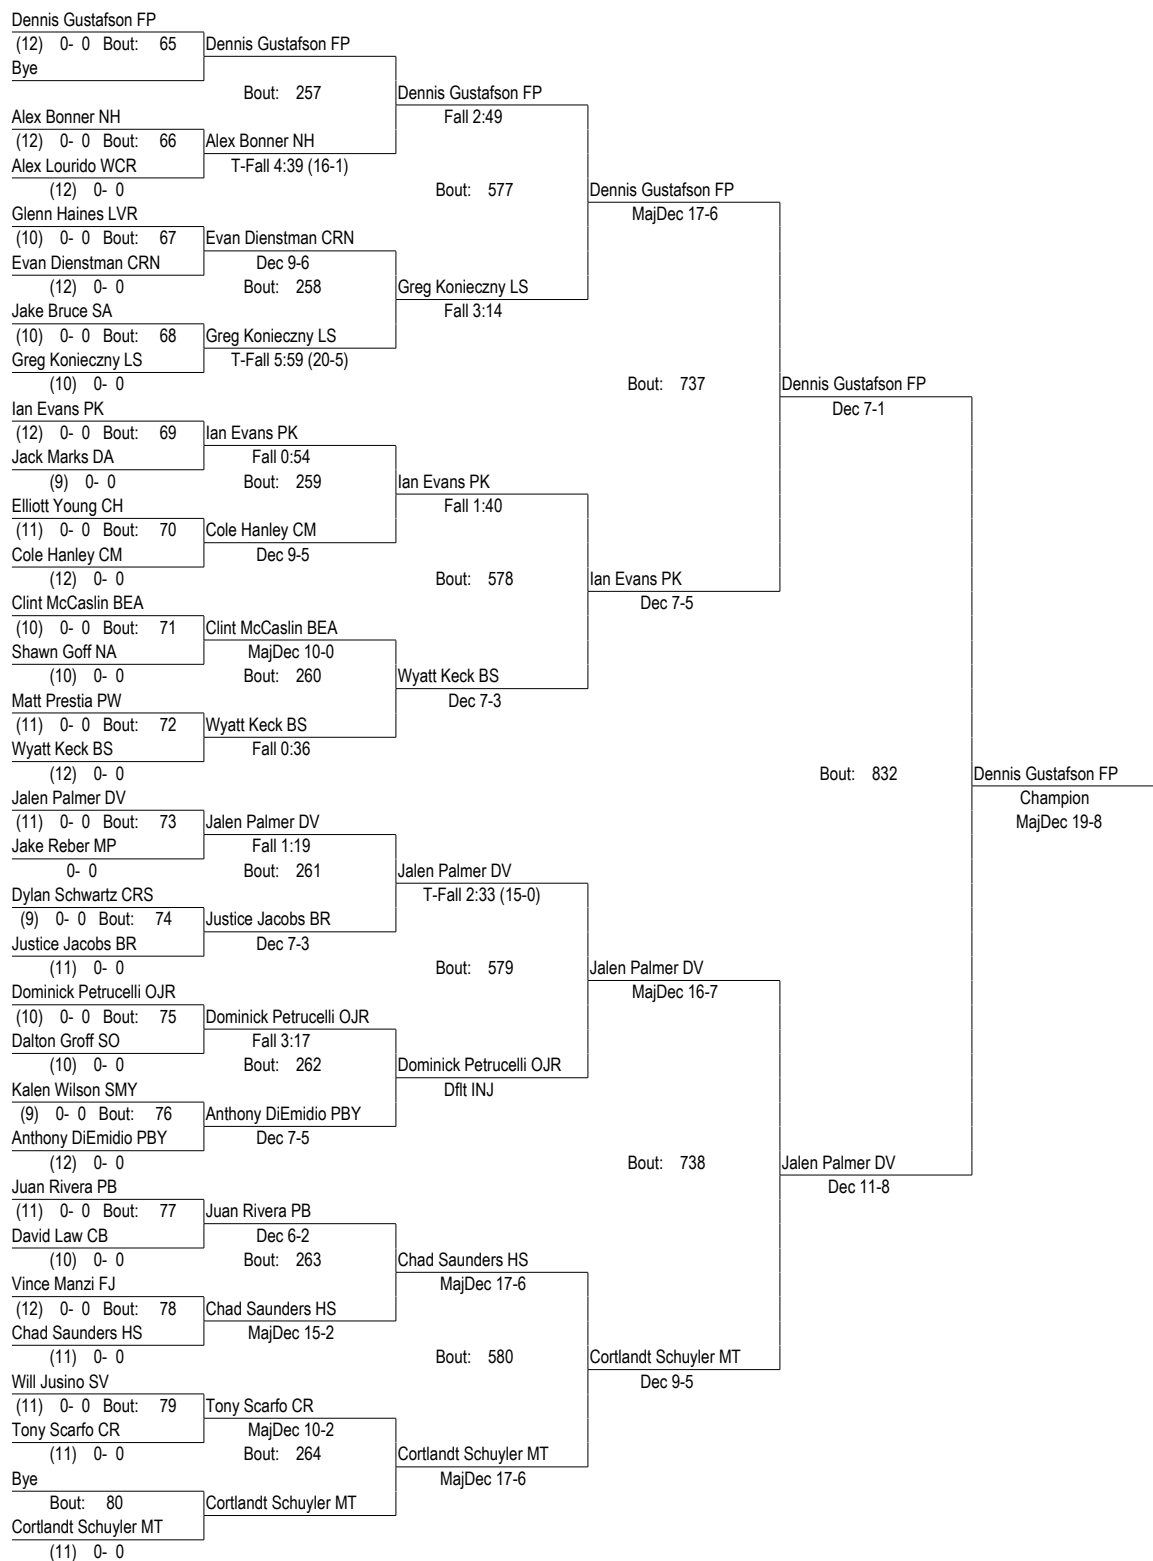 Dennis Gustafson FP
(12) 0- 0 Bout: 65 Dennis Gustafson FP
Bye
Bout: 257 Dennis Gustafson FP
Alex Bonner NH Fall 2:49
(12) 0- 0 Bout: 66 Alex Bonner NH
Alex Lourido WCR T-Fall 4:39 (16-1)
(12) 0- 0 Bout: 577 Dennis Gustafson FP
Glenn Haines LVR MajDec 17-6
(10) 0- 0 Bout: 67 Evan Dienstman CRN
Evan Dienstman CRN Dec 9-6
(12) 0- 0 Bout: 258 Greg Konieczny LS
Jake Bruce SA Fall 3:14
(10) 0- 0 Bout: 68 Greg Konieczny LS
Greg Konieczny LS T-Fall 5:59 (20-5)
(10) 0- 0 Bout: 737 Dennis Gustafson FP
Ian Evans PK Dec 7-1
(12) 0- 0 Bout: 69 Ian Evans PK
Jack Marks DA Fall 0:54
(9) 0- 0 Bout: 259 Ian Evans PK
Elliott Young CH Fall 1:40
(11) 0- 0 Bout: 70 Cole Hanley CM
Cole Hanley CM Dec 9-5
(12) 0- 0 Bout: 578 Ian Evans PK
Clint McCaslin BEA Dec 7-5
(10) 0- 0 Bout: 71 Clint McCaslin BEA
Shawn Goff NA MajDec 10-0
(10) 0- 0 Bout: 260 Wyatt Keck BS
Matt Prestia PW Dec 7-3
(11) 0- 0 Bout: 72 Wyatt Keck BS
Wyatt Keck BS Fall 0:36
(12) 0- 0 Bout: 832 Dennis Gustafson FP
Jalen Palmer DV Champion
(11) 0- 0 Bout: 73 Jalen Palmer DV MajDec 19-8
Jake Reber MP Fall 1:19
0- 0 Bout: 261 Jalen Palmer DV
Dylan Schwartz CRS T-Fall 2:33 (15-0)
(9) 0- 0 Bout: 74 Justice Jacobs BR
Justice Jacobs BR Dec 7-3
(11) 0- 0 Bout: 579 Jalen Palmer DV
Dominick Petrucelli OJR MajDec 16-7
(10) 0- 0 Bout: 75 Dominick Petrucelli OJR
Dalton Groff SO Fall 3:17
(10) 0- 0 Bout: 262 Dominick Petrucelli OJR
Kalen Wilson SMY Dflt INJ
(9) 0- 0 Bout: 76 Anthony DiEmidio PBY
Anthony DiEmidio PBY Dec 7-5
(12) 0- 0 Bout: 738 Jalen Palmer DV
Juan Rivera PB Dec 11-8
(11) 0- 0 Bout: 77 Juan Rivera PB
David Law CB Dec 6-2
(10) 0- 0 Bout: 263 Chad Saunders HS
Vince Manzi FJ MajDec 17-6
(12) 0- 0 Bout: 78 Chad Saunders HS
Chad Saunders HS MajDec 15-2
(11) 0- 0 Bout: 580 Cortlandt Schuyler MT
Will Jusino SV Dec 9-5
(11) 0- 0 Bout: 79 Tony Scarfo CR
Tony Scarfo CR MajDec 10-2
(11) 0- 0 Bout: 264 Cortlandt Schuyler MT
Bye MajDec 17-6
Bout: 80 Cortlandt Schuyler MT
Cortlandt Schuyler MT
(11) 0- 0